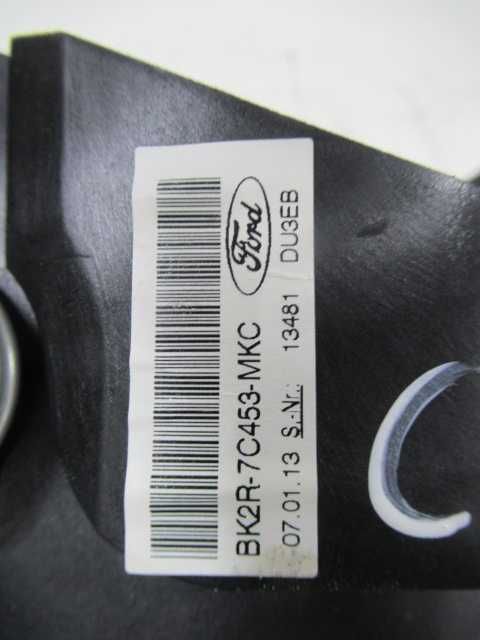 Ford
BK2R-7C453-MKC
07.01.13 S.-Nr.: 13481 DU3EB